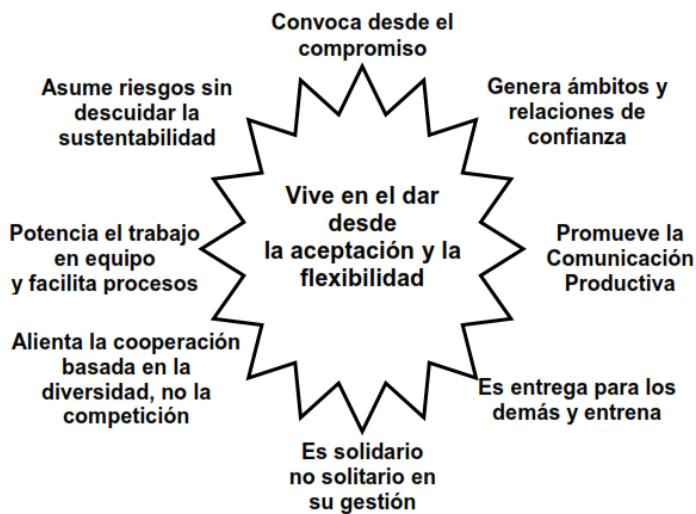 Convoca desde el
compromiso
Asume riesgos sin
descuidar la
sustentabilidad
Genera ámbitos y
relaciones de
confianza
Vive en el dar
desde
la aceptación y la
flexibilidad
Potencia el trabajo
en equipo
y facilita procesos
Promueve la
Comunicación
Productiva
Alienta la cooperación
basada en la
diversidad, no la
competición
Es entrega para los
demás y entrena
Es solidario
no solitario en
su gestión